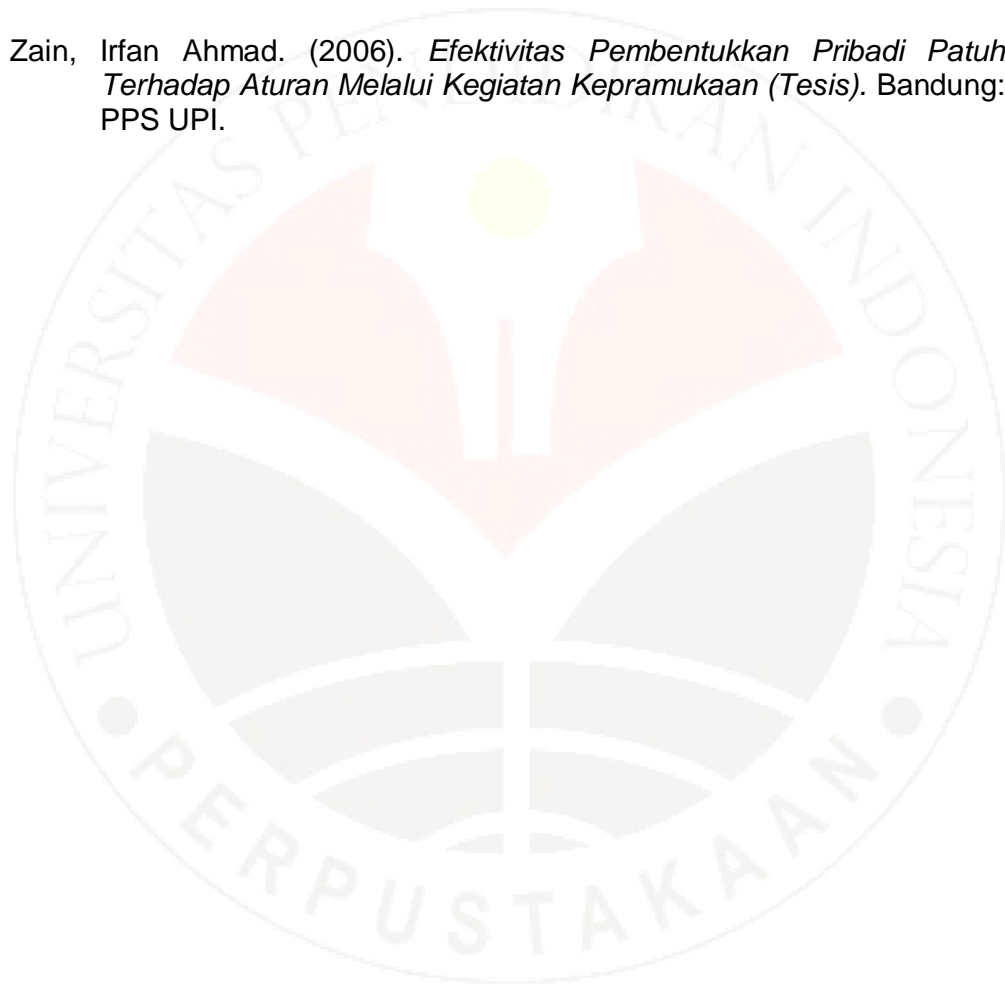 Zain, Irfan Ahmad. (2006). Efektivitas Pembentukkan Pribadi Patuh
Terhadap Aturan Melalui Kegiatan Kepramukaan (Tesis). Bandung:
PPS UPI.
UNIVERSITAS PENDIDIKAN INDONESIA
PERPUSTAKAAN